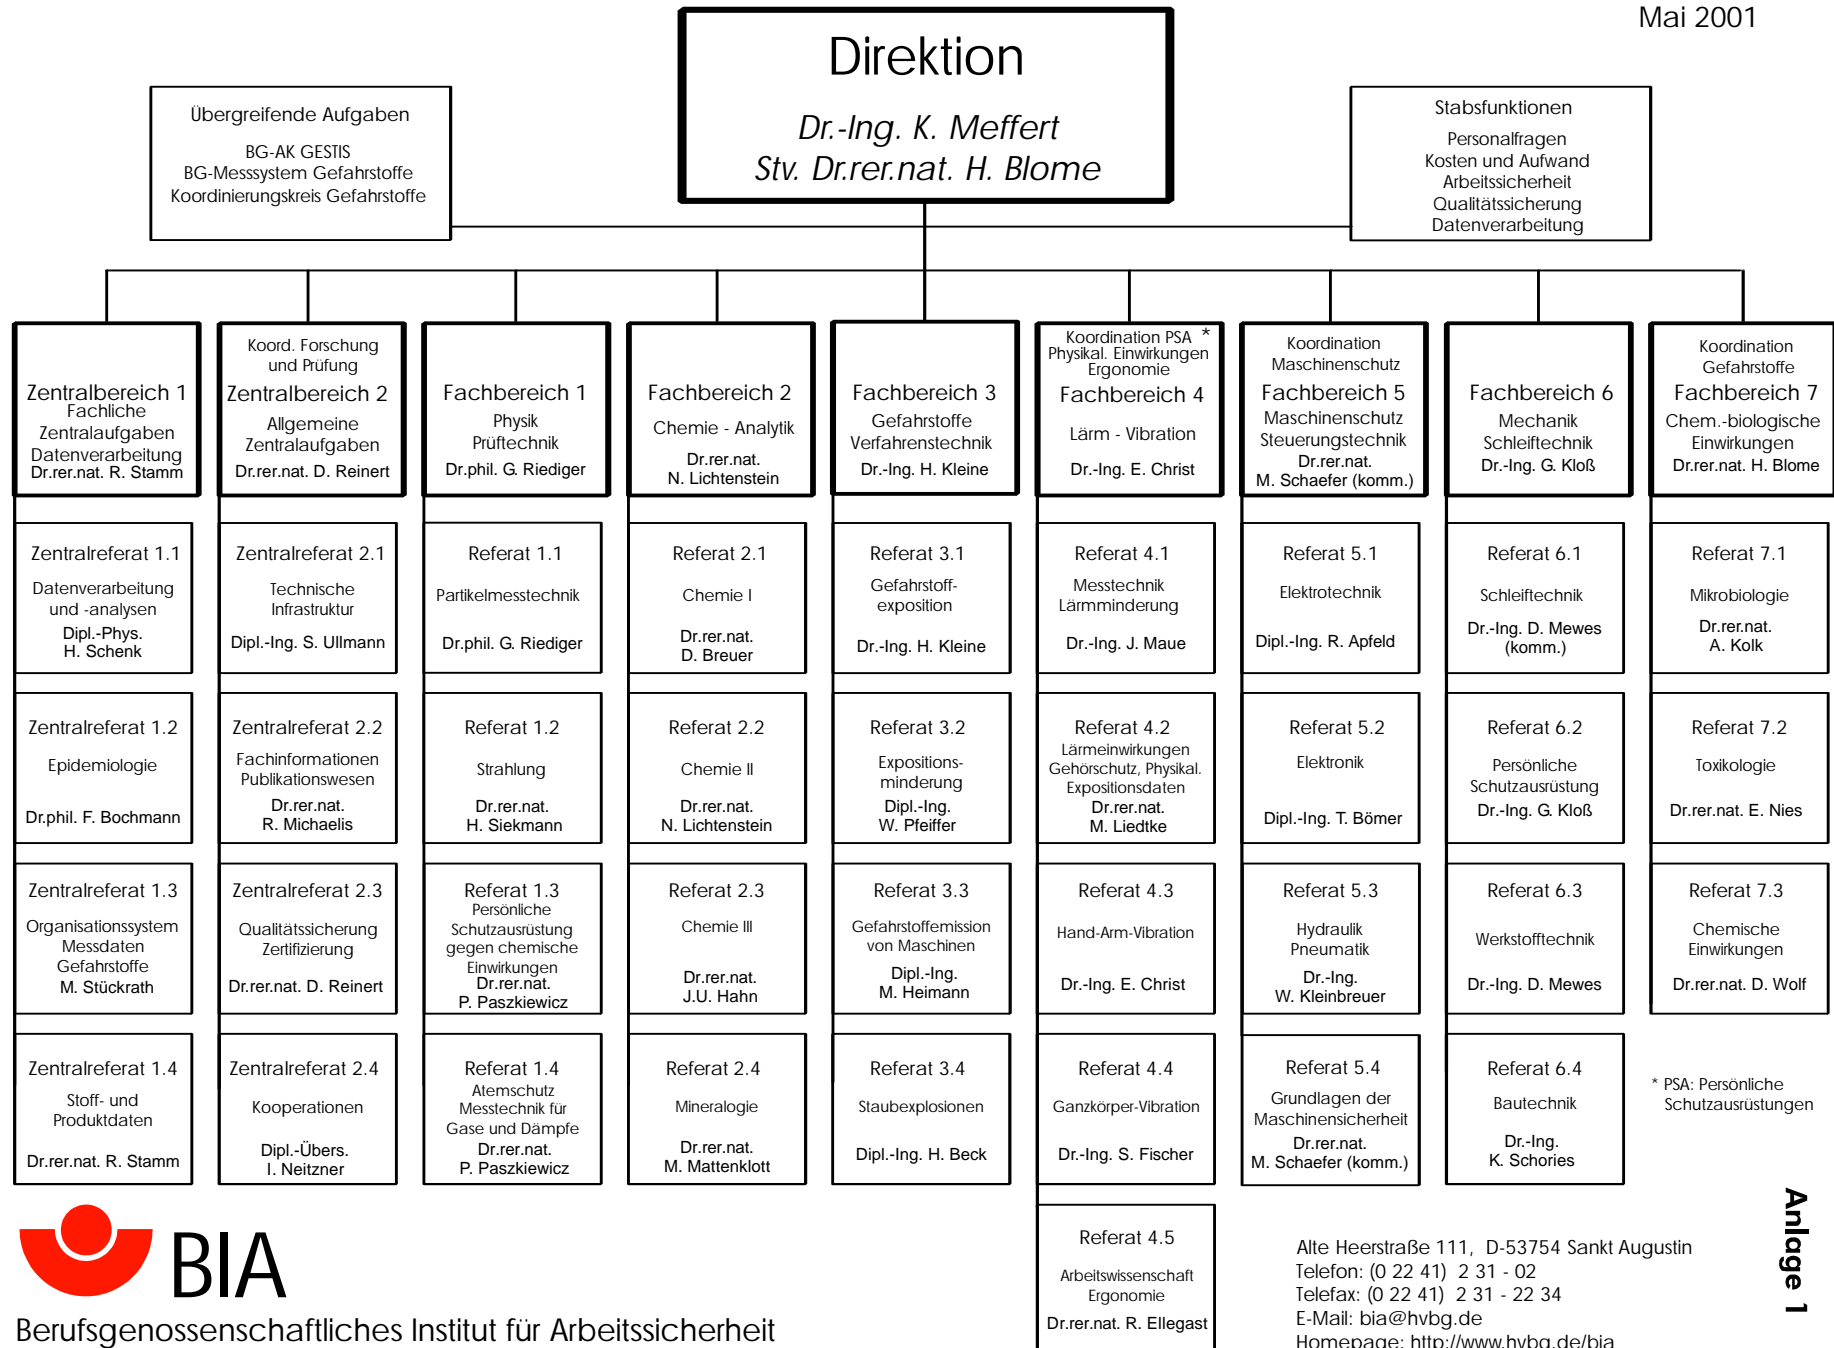 Mai 2001
Direktion
Dr.-Ing. K. Meffert
Stv. Dr.rer.nat. H. Blome
Übergreifende Aufgaben
BG-AK GESTIS
BG-Messsystem Gefahrstoffe
Koordinierungskreis Gefahrstoffe
Stabsfunktionen
Personalfragen
Kosten und Aufwand
Arbeitssicherheit
Qualitätssicherung
Datenverarbeitung
Zentralbereich 1
Fachliche
Zentralaufgaben
Datenverarbeitung
Dr.rer.nat. R. Stamm
Koord. Forschung
und Prüfung
Zentralbereich 2
Allgemeine
Zentralaufgaben
Dr.rer.nat. D. Reinert
Fachbereich 1
Physik
Prüftechnik
Dr.phil. G. Riediger
Fachbereich 2
Chemie - Analytik
Dr.rer.nat.
N. Lichtenstein
Fachbereich 3
Gefahrstoffe
Verfahrenstechnik
Dr.-Ing. H. Kleine
Koordination PSA *
Physikal. Einwirkungen
Ergonomie
Fachbereich 4
Lärm - Vibration
Dr.-Ing. E. Christ
Koordination
Maschinenschutz
Fachbereich 5
Maschinenschutz
Steuerungstechnik
Dr.rer.nat.
M. Schaefer (komm.)
Fachbereich 6
Mechanik
Schleiftechnik
Dr.-Ing. G. Kloß
Koordination
Gefahrstoffe
Fachbereich 7
Chem.-biologische
Einwirkungen
Dr.rer.nat. H. Blome
Zentralreferat 1.1
Datenverarbeitung
und -analysen
Dipl.-Phys.
H. Schenk
Zentralreferat 2.1
Technische
Infrastruktur
Dipl.-Ing. S. Ullmann
Referat 1.1
Partikelmesstechnik
Dr.phil. G. Riediger
Referat 2.1
Chemie I
Dr.rer.nat.
D. Breuer
Referat 3.1
Gefahrstoff-
exposition
Dr.-Ing. H. Kleine
Referat 4.1
Messtechnik
Lärmminderung
Dr.-Ing. J. Maue
Referat 5.1
Elektrotechnik
Dipl.-Ing. R. Apfeld
Referat 6.1
Schleiftechnik
Dr.-Ing. D. Mewes
(komm.)
Referat 7.1
Mikrobiologie
Dr.rer.nat.
A. Kolk
Zentralreferat 1.2
Epidemiologie
Dr.phil. F. Bochmann
Zentralreferat 2.2
Fachinformationen
Publikationswesen
Dr.rer.nat.
R. Michaelis
Referat 1.2
Strahlung
Dr.rer.nat.
H. Siekmann
Referat 2.2
Chemie II
Dr.rer.nat.
N. Lichtenstein
Referat 3.2
Expositions-
minderung
Dipl.-Ing.
W. Pfeiffer
Referat 4.2
Lärmeinwirkungen
Gehörschutz, Physikal.
Expositionsdaten
Dr.rer.nat.
M. Liedtke
Referat 5.2
Elektronik
Dipl.-Ing. T. Bömer
Referat 6.2
Persönliche
Schutzausrüstung
Dr.-Ing. G. Kloß
Referat 7.2
Toxikologie
Dr.rer.nat. E. Nies
Zentralreferat 1.3
Organisationssystem
Messdaten
Gefahrstoffe
M. Stückrath
Zentralreferat 2.3
Qualitätssicherung
Zertifizierung
Dr.rer.nat. D. Reinert
Referat 1.3
Persönliche
Schutzausrüstung
gegen chemische
Einwirkungen
Dr.rer.nat.
P. Paszkiewicz
Referat 2.3
Chemie III
Dr.rer.nat.
J.U. Hahn
Referat 3.3
Gefahrstoffemission
von Maschinen
Dipl.-Ing.
M. Heimann
Referat 4.3
Hand-Arm-Vibration
Dr.-Ing. E. Christ
Referat 5.3
Hydraulik
Pneumatik
Dr.-Ing.
W. Kleinbreuer
Referat 6.3
Werkstofftechnik
Dr.-Ing. D. Mewes
Referat 7.3
Chemische
Einwirkungen
Dr.rer.nat. D. Wolf
Zentralreferat 1.4
Stoff- und
Produktdaten
Dr.rer.nat. R. Stamm
Zentralreferat 2.4
Kooperationen
Dipl.-Übers.
I. Neitzner
Referat 1.4
Atemschutz
Messtechnik für
Gase und Dämpfe
Dr.rer.nat.
P. Paszkiewicz
Referat 2.4
Mineralogie
Dr.rer.nat.
M. Mattenklott
Referat 3.4
Staubexplosionen
Dipl.-Ing. H. Beck
Referat 4.4
Ganzkörper-Vibration
Dr.-Ing. S. Fischer
Referat 5.4
Grundlagen der
Maschinensicherheit
Dr.rer.nat.
M. Schaefer (komm.)
Referat 6.4
Bautechnik
Dr.-Ing.
K. Schories
* PSA: Persönliche
Schutzausrüstungen
Referat 4.5
Arbeitswissenschaft
Ergonomie
Dr.rer.nat. R. Ellegast
BIA
Berufsgenossenschaftliches Institut für Arbeitssicherheit
Alte Heerstraße 111, D-53754 Sankt Augustin
Telefon: (0 22 41) 2 31 - 02
Telefax: (0 22 41) 2 31 - 22 34
E-Mail: bia@hvbg.de
Homepage: http://www.hvbg.de/bia
Anlage 1